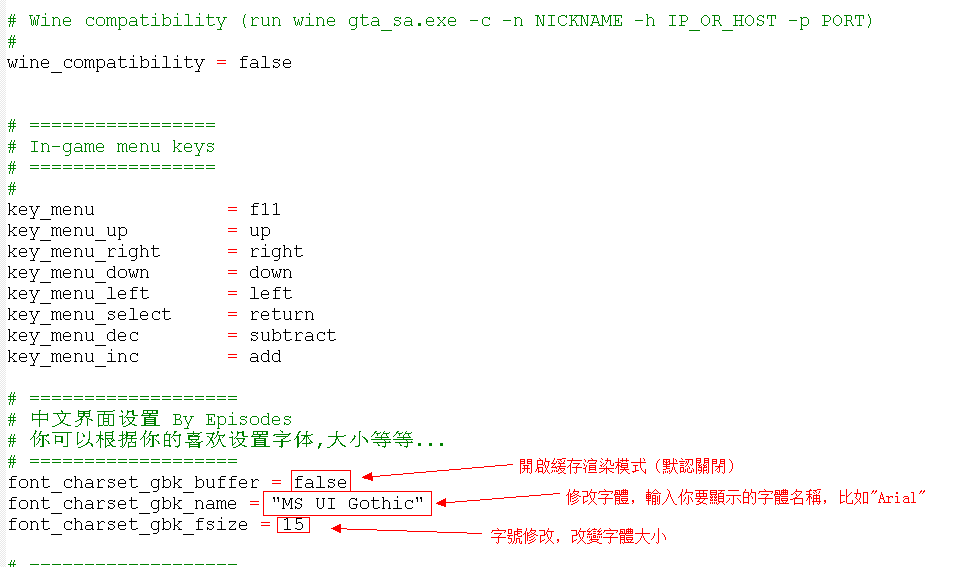 # Wine compatibility (run wine gta_sa.exe -c -n NICKNAME -h IP_OR_HOST -p PORT)
#
wine_compatibility = false
# =================
# In-game menu keys
# =================
#
key_menu = f11
key_menu_up = up
key_menu_right = right
key_menu_down = down
key_menu_left = left
key_menu_select = return
key_menu_dec = subtract
key_menu_inc = add
# ===================
# 中文界面设置 By Episodes
# 你可以根据你的喜欢设置字体,大小等等...
# ===================
font_charset_gbk_buffer = false
開啟緩存渲染模式（默認關閉）
font_charset_gbk_name = "MS UI Gothic"
修改字體，輸入你要顯示的字體名稱，比如"Arial"
font_charset_gbk_fsize = 15
字號修改，改變字體大小
# ===================